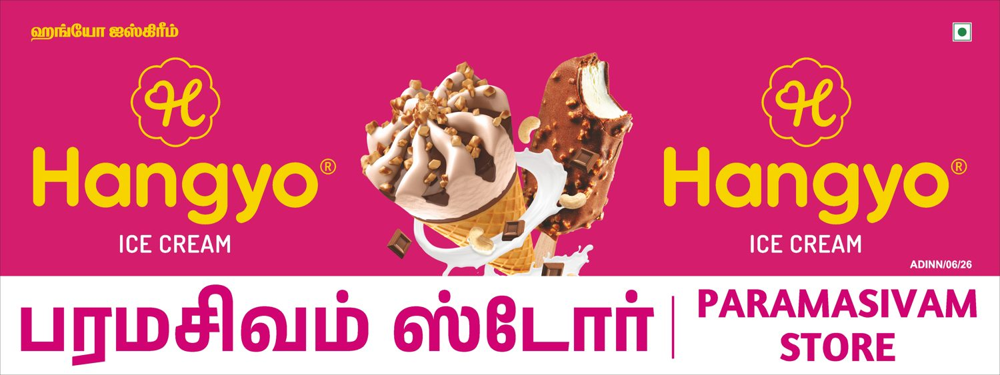 ஹங்யோ ஐஸ்கிரீம்
H
Hangyo®
ICE CREAM
H
Hangyo®
ICE CREAM
ADINN/06/26
பரமசிவம் ஸ்டோர்
PARAMASIVAM
STORE